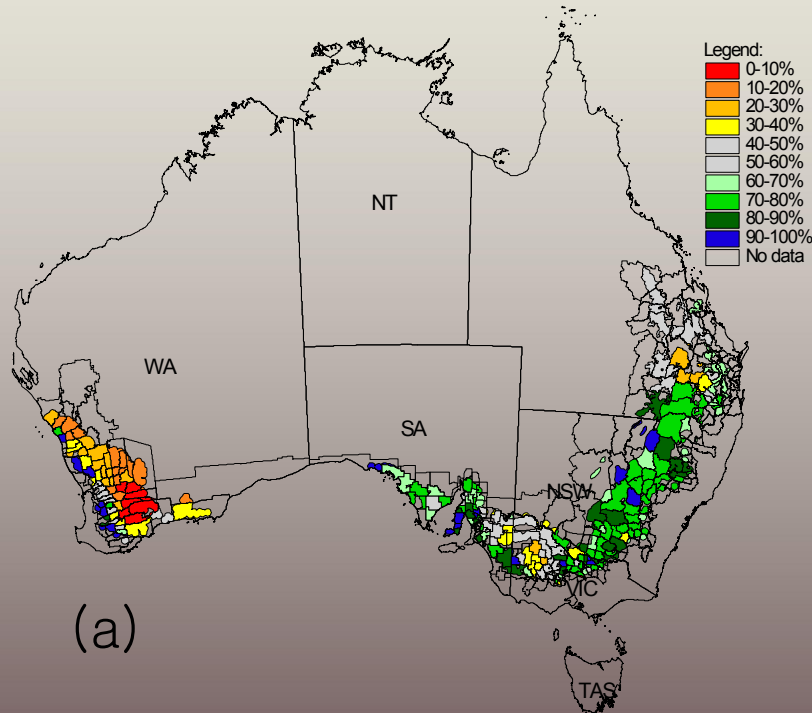 Legend:
0-10%
10-20%
20-30%
30-40%
40-50%
50-60%
60-70%
70-80%
80-90%
90-100%
No data
NT
WA
SA
NSW
VIC
(a)
TAS